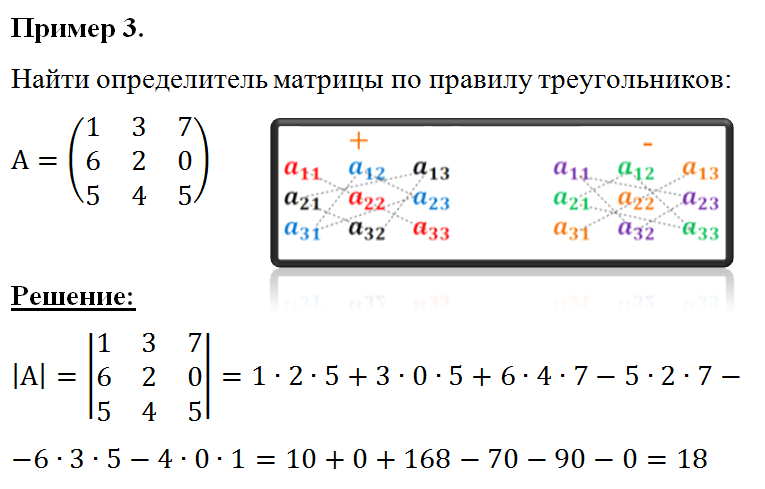 Пример 3.
Найти определитель матрицы по правилу треугольников:
A = (1 3 7
6 2 0
5 4 5)
+ -
a11 a12 a13 a11 a12 a13
a21 a22 a23 a21 a22 a23
a31 a32 a33 a31 a32 a33
Решение:
|A| = |1 3 7
6 2 0
5 4 5| = 1 · 2 · 5 + 3 · 0 · 5 + 6 · 4 · 7 − 5 · 2 · 7 −
−6 · 3 · 5 − 4 · 0 · 1 = 10 + 0 + 168 − 70 − 90 − 0 = 18